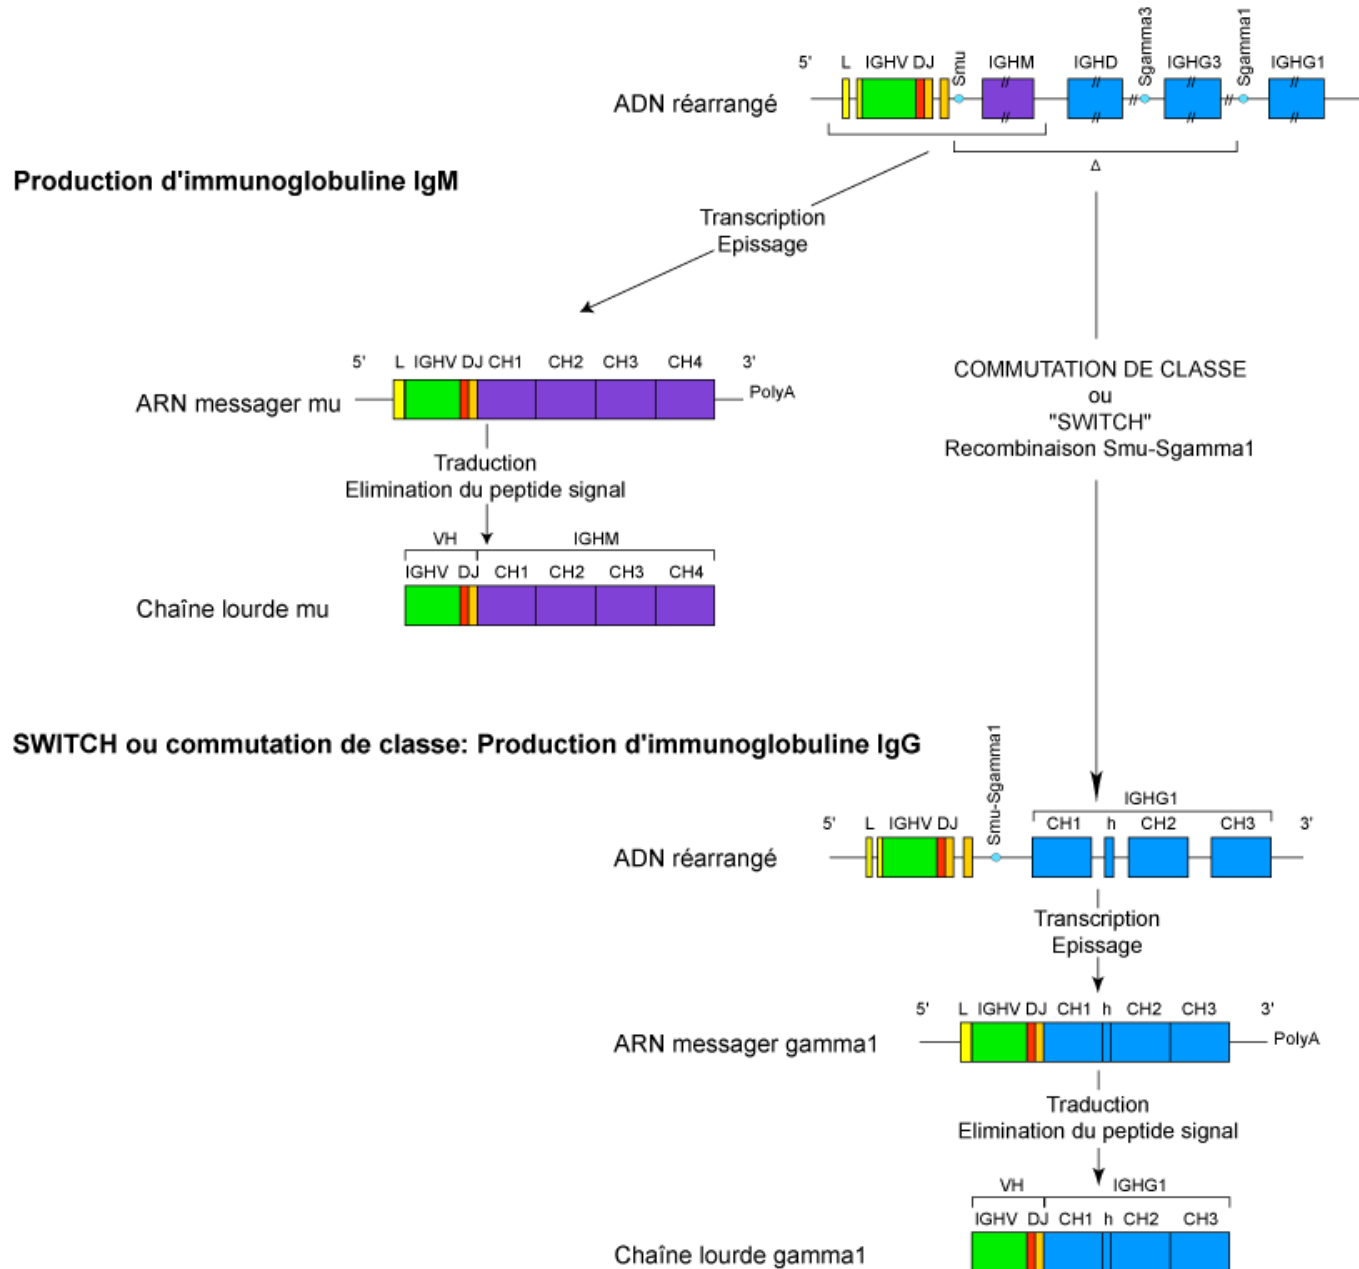 Smu
Sgamma3
Sgamma1
5' L IGHV DJ IGHM IGHD IGHG3 IGHG1
ADN réarrangé
Δ
Production d'immunoglobuline IgM
Transcription
Epissage
5' L IGHV DJ CH1 CH2 CH3 CH4 3'
ARN messager mu
PolyA
COMMUTATION DE CLASSE
ou
"SWITCH"
Recombinaison Smu-Sgamma1
Traduction
Elimination du peptide signal
VH IGHM
IGHV DJ CH1 CH2 CH3 CH4
Chaîne lourde mu
SWITCH ou commutation de classe: Production d'immunoglobuline IgG
Smu-Sgamma1
IGHG1
5' L IGHV DJ CH1 h CH2 CH3 3'
ADN réarrangé
Transcription
Epissage
5' L IGHV DJ CH1 h CH2 CH3 3'
ARN messager gamma1
PolyA
Traduction
Elimination du peptide signal
VH IGHG1
IGHV DJ CH1 h CH2 CH3
Chaîne lourde gamma1